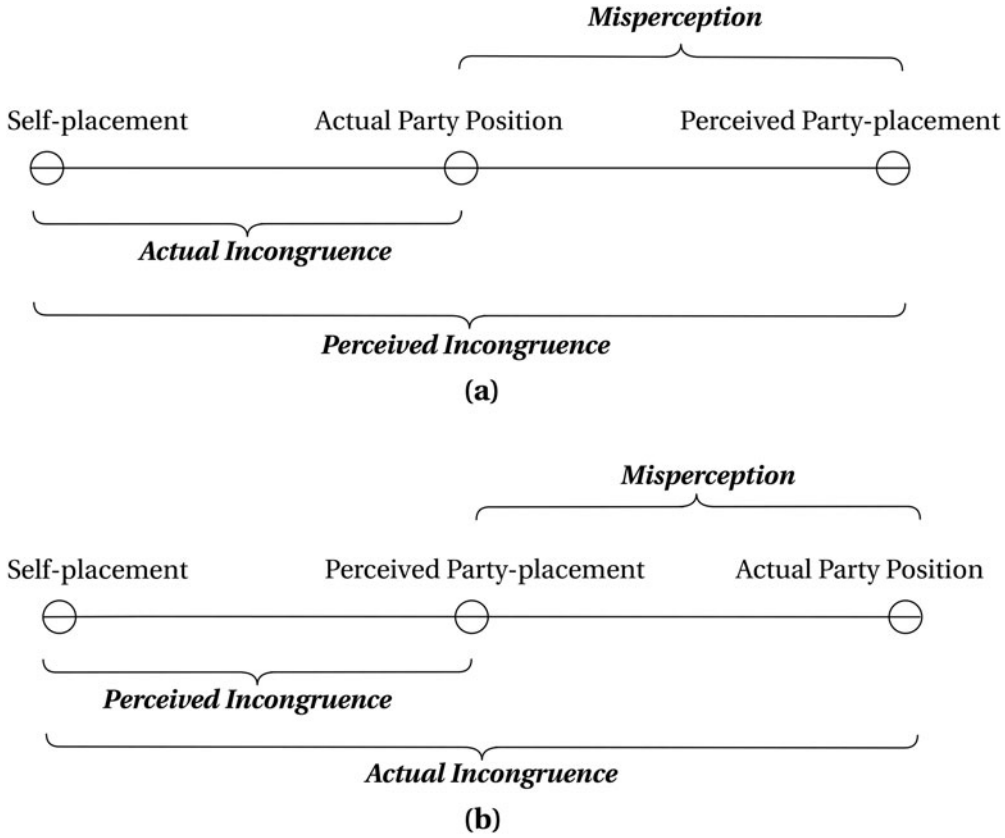 Misperception
Self-placement Actual Party Position Perceived Party-placement
Actual Incongruence
Perceived Incongruence
(a)
Misperception
Self-placement Perceived Party-placement Actual Party Position
Perceived Incongruence
Actual Incongruence
(b)